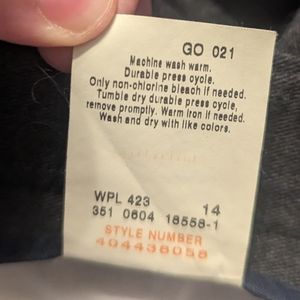 GO 021
Machine wash warm.
Durable press cycle.
Only non-chlorine bleach if needed.
Tumble dry durable press cycle,
remove promptly. Warm iron if needed.
Wash and dry with like colors.
WPL 423 14
351 0604 18558-1
STYLE NUMBER
404438058